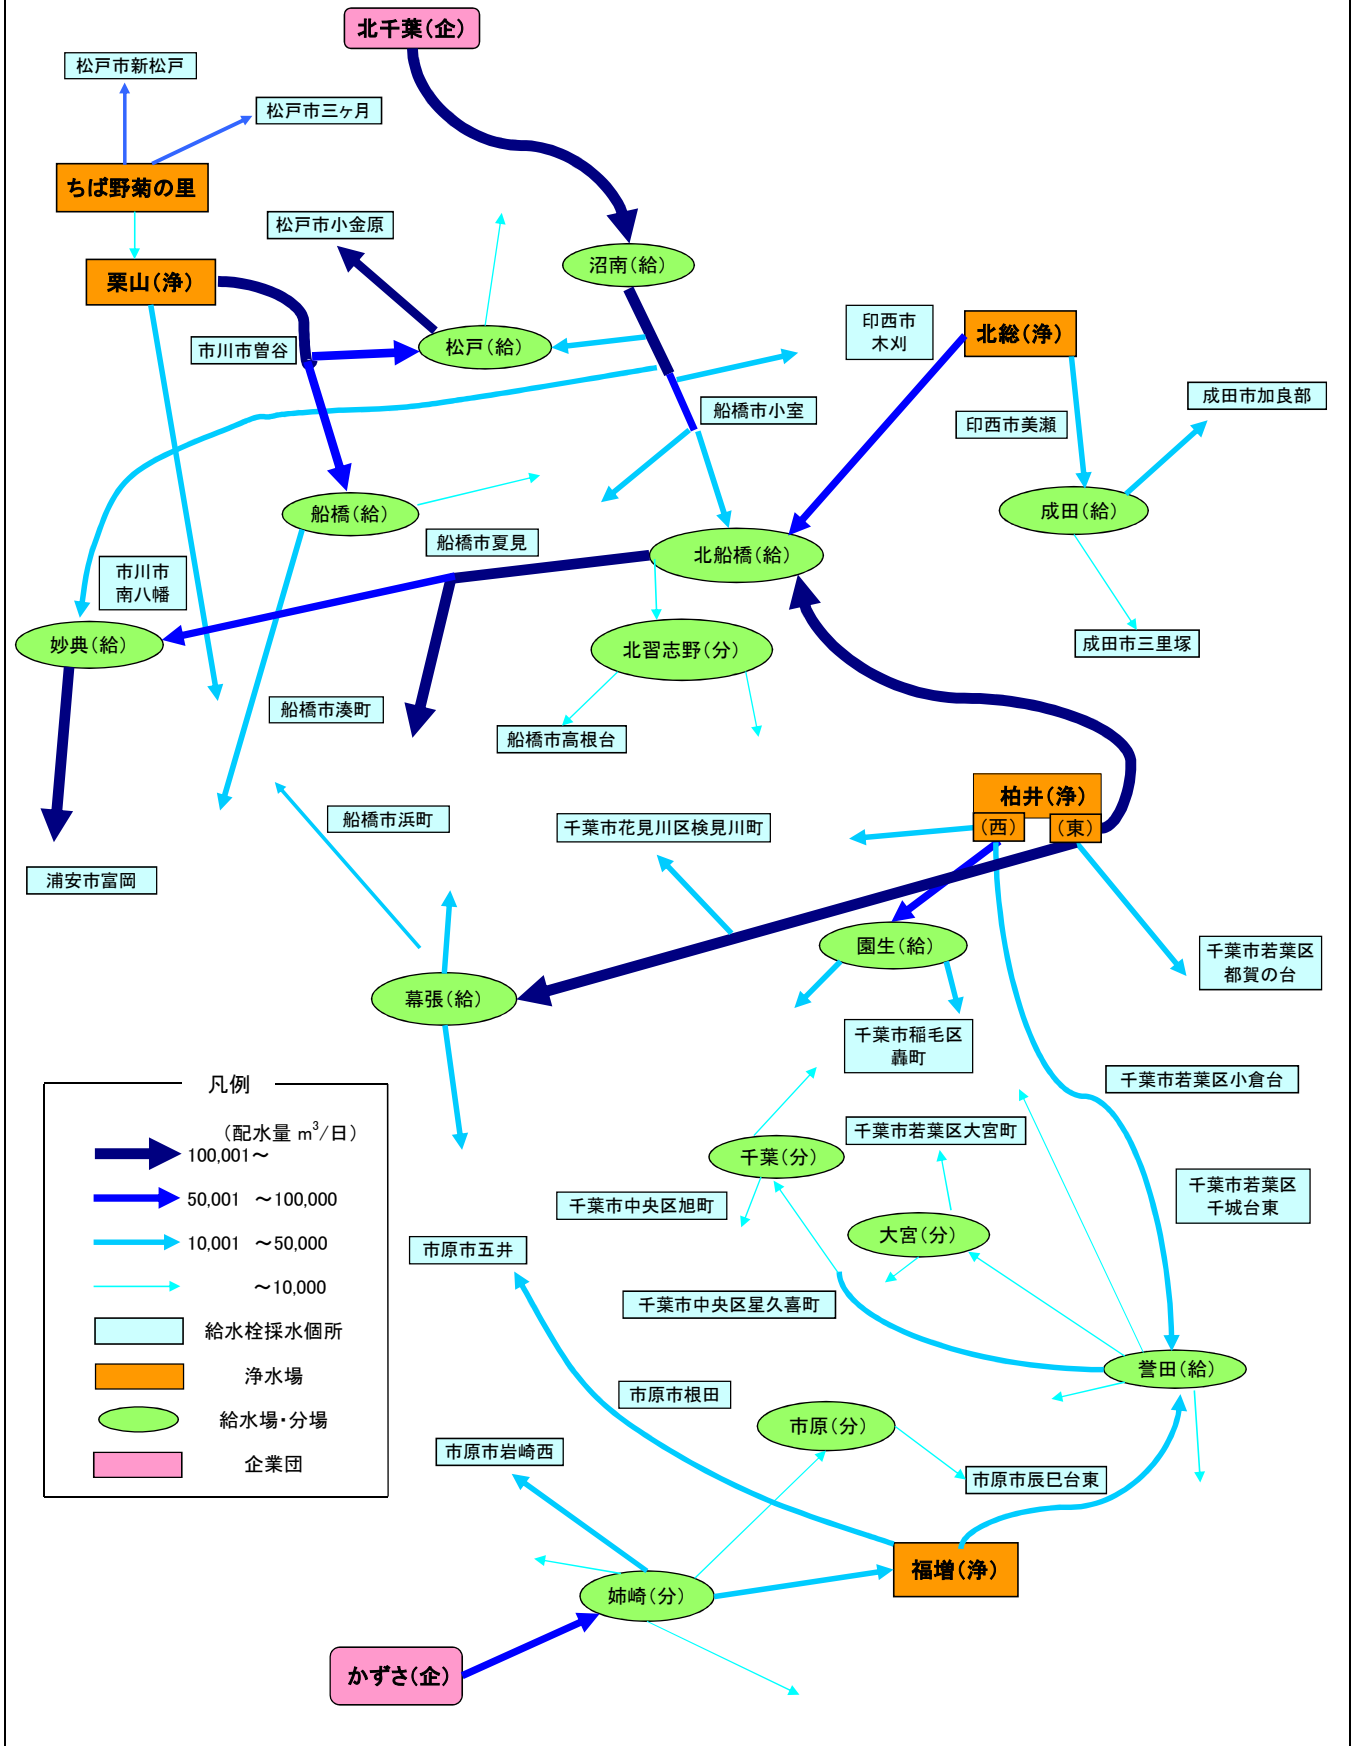 北千葉(企)
松戸市新松戸
松戸市三ヶ月
ちば野菊の里
松戸市小金原
沼南(給)
栗山(浄)
市川市曽谷
松戸(給)
印西市
木刈
北総(浄)
成田市加良部
船橋市小室
印西市美瀬
船橋(給)
成田(給)
船橋市夏見
北船橋(給)
市川市
南八幡
妙典(給)
北習志野(分)
成田市三里塚
船橋市湊町
船橋市高根台
柏井(浄)
(西)
(東)
船橋市浜町
千葉市花見川区検見川町
浦安市富岡
園生(給)
千葉市若葉区
都賀の台
幕張(給)
千葉市稲毛区
轟町
千葉市若葉区小倉台
凡例
(配水量 m3/日)
100,001~
50,001 ~100,000
10,001 ~50,000
~10,000
給水栓採水個所
浄水場
給水場・分場
企業団
千葉市若葉区大宮町
千葉(分)
千葉市中央区旭町
千葉市若葉区
千城台東
大宮(分)
市原市五井
千葉市中央区星久喜町
誉田(給)
市原市根田
市原(分)
市原市岩崎西
市原市辰巳台東
福増(浄)
姉崎(分)
かずさ(企)